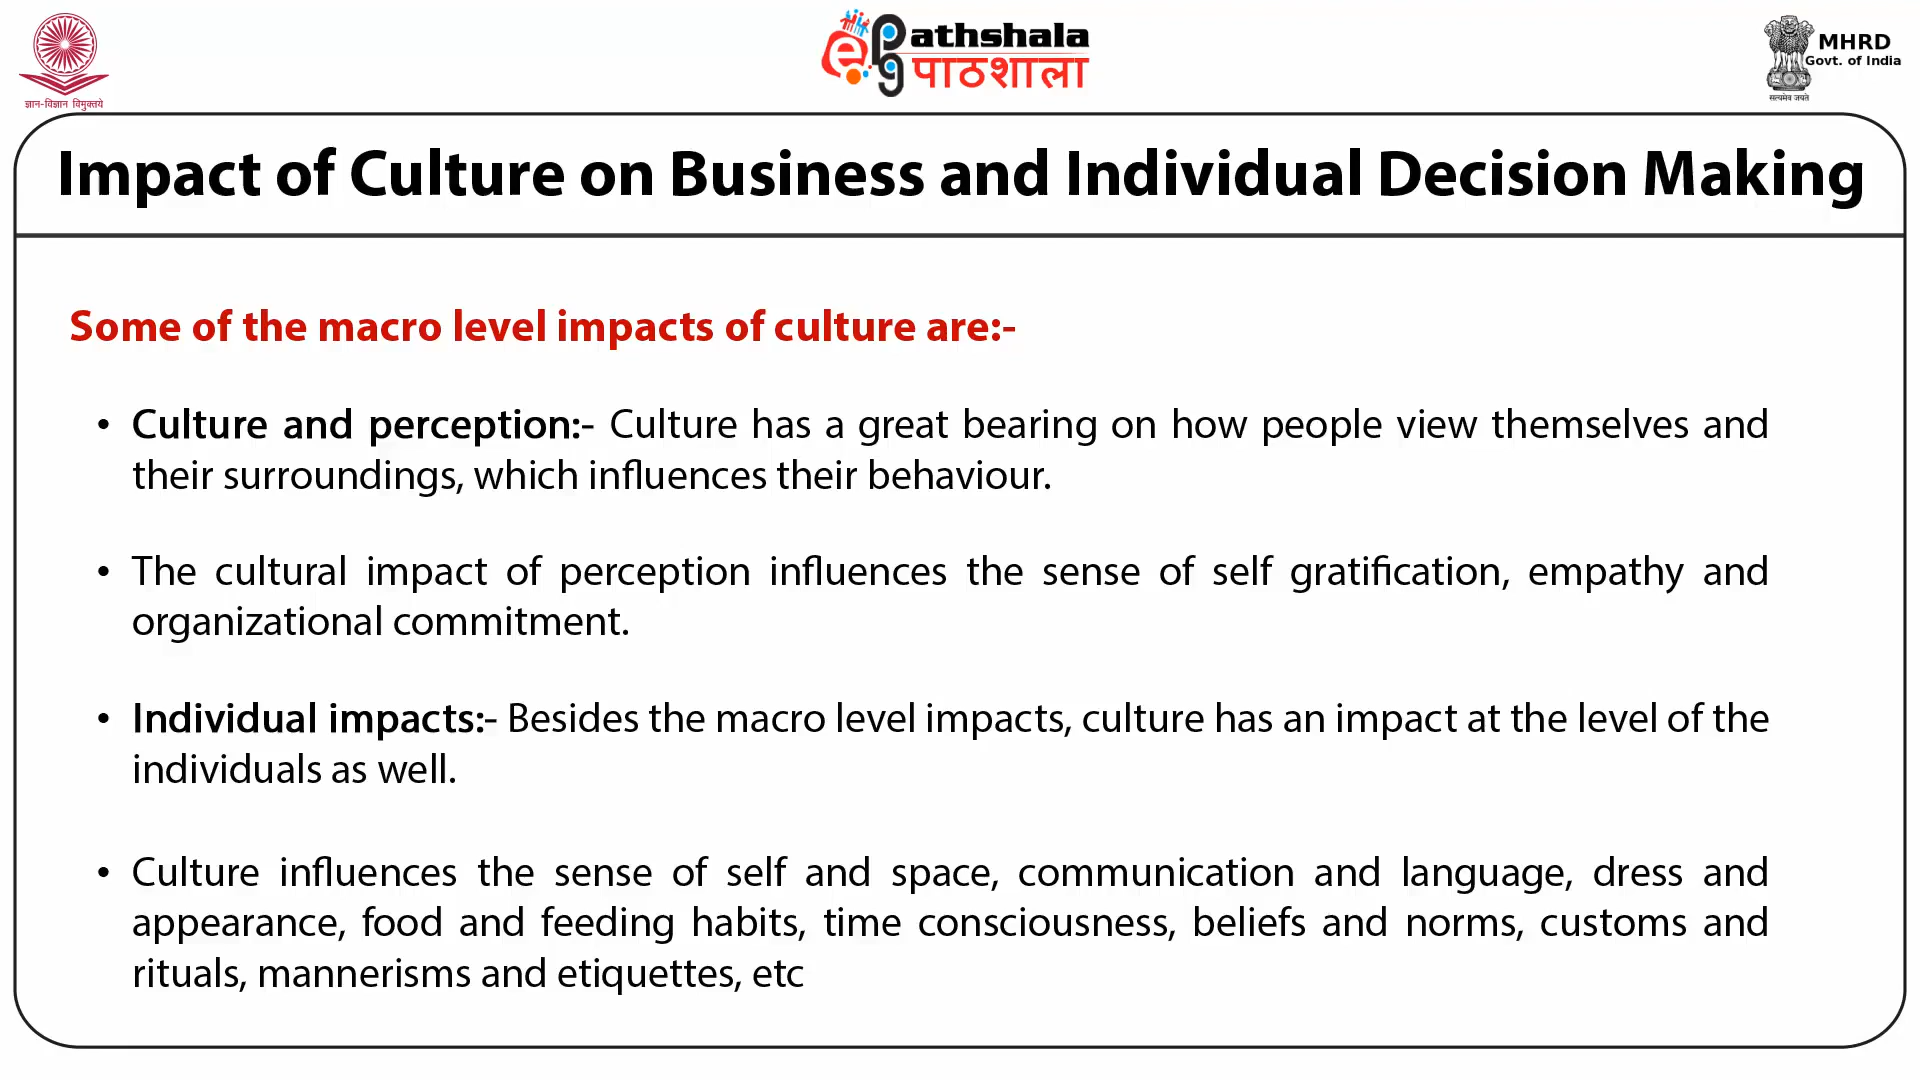 ज्ञान-विज्ञान विमुक्तये
ePathshala
पाठशाला
MHRD
Govt. of India
सत्यमेव जयते
Impact of Culture on Business and Individual Decision Making
Some of the macro level impacts of culture are:-
• Culture and perception:- Culture has a great bearing on how people view themselves and
their surroundings, which influences their behaviour.
• The cultural impact of perception influences the sense of self gratification, empathy and
organizational commitment.
• Individual impacts:- Besides the macro level impacts, culture has an impact at the level of the
individuals as well.
• Culture influences the sense of self and space, communication and language, dress and
appearance, food and feeding habits, time consciousness, beliefs and norms, customs and
rituals, mannerisms and etiquettes, etc